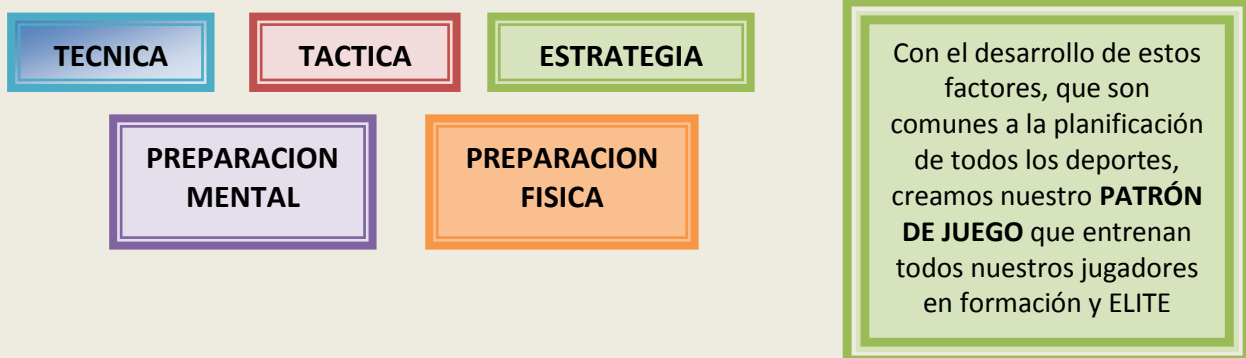 TECNICA
TACTICA
ESTRATEGIA
PREPARACION
MENTAL
PREPARACION
FISICA
Con el desarrollo de estos
factores, que son
comunes a la planificación
de todos los deportes,
creamos nuestro PATRÓN
DE JUEGO que entrenan
todos nuestros jugadores
en formación y ELITE